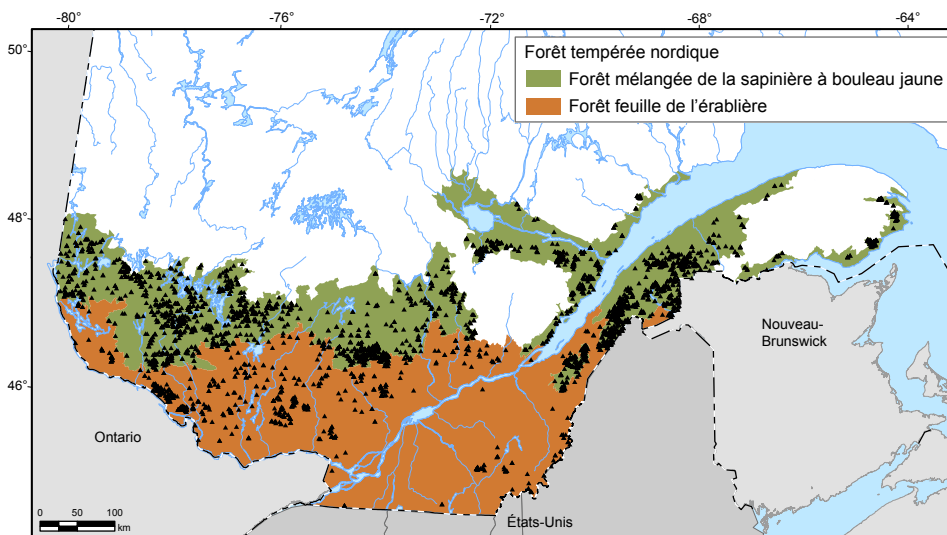 -80 -76 -72 -68 -64
50°
48
46
Forêt tempérée nordique
Forêt mélangée de la sapinière à bouleau jaune
Forêt feuille de l'érablière
Nouveau-
Brunswick
Ontario
États-Unis
0 50 100
km